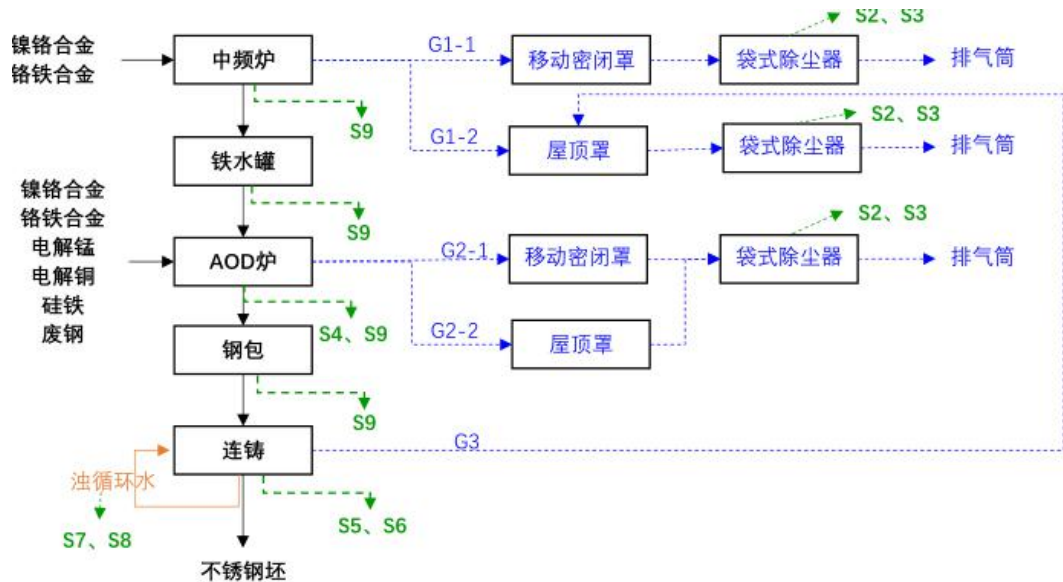 镍铬合金
铬铁合金
中频炉
G1-1
移动密闭罩
袋式除尘器
S2、S3
排气筒
S9
G1-2
屋顶罩
袋式除尘器
S2、S3
排气筒
铁水罐
S9
镍铬合金
铬铁合金
电解锰
电解铜
硅铁
废钢
AOD炉
G2-1
移动密闭罩
袋式除尘器
S2、S3
排气筒
S4、S9
G2-2
屋顶罩
钢包
S9
连铸
G3
浊循环水
S7、S8
S5、S6
不锈钢坯